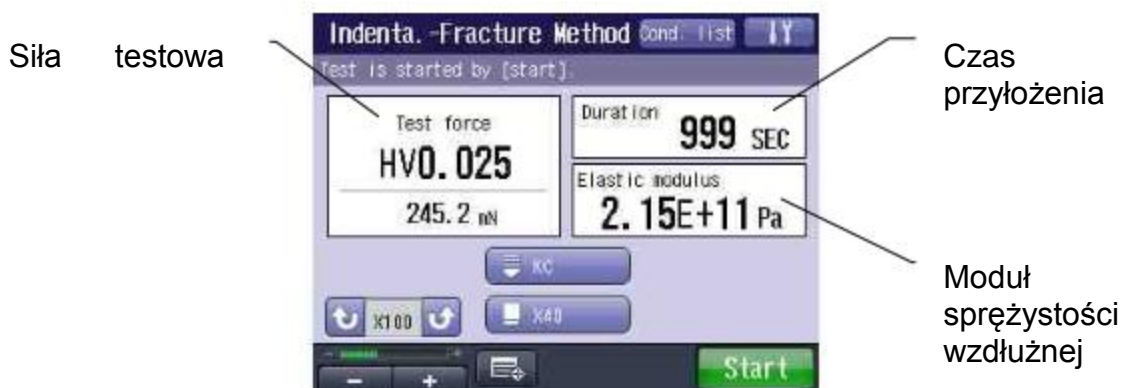 Siła testowa
Indenta.-Fracture Method Cond. list
Test is started by [start].
Test force
HV0.025
245.2 mN
Duration
999 SEC
Elastic modulus
2.15E+11 Pa
KC
X100
X40
- +
Start
Czas
przyłożenia
Moduł
sprężystości
wzdłużnej